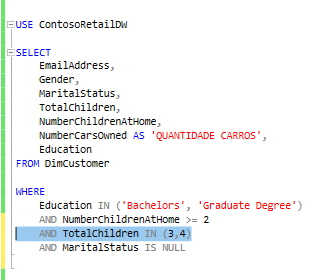 USE ContosoRetailDW
SELECT
EmailAddress,
Gender,
MaritalStatus,
TotalChildren,
NumberChildrenAtHome,
NumberCarsOwned AS 'QUANTIDADE CARROS',
Education
FROM DimCustomer
WHERE
Education IN ('Bachelors', 'Graduate Degree')
AND NumberChildrenAtHome >= 2
AND TotalChildren IN (3,4)
AND MaritalStatus IS NULL